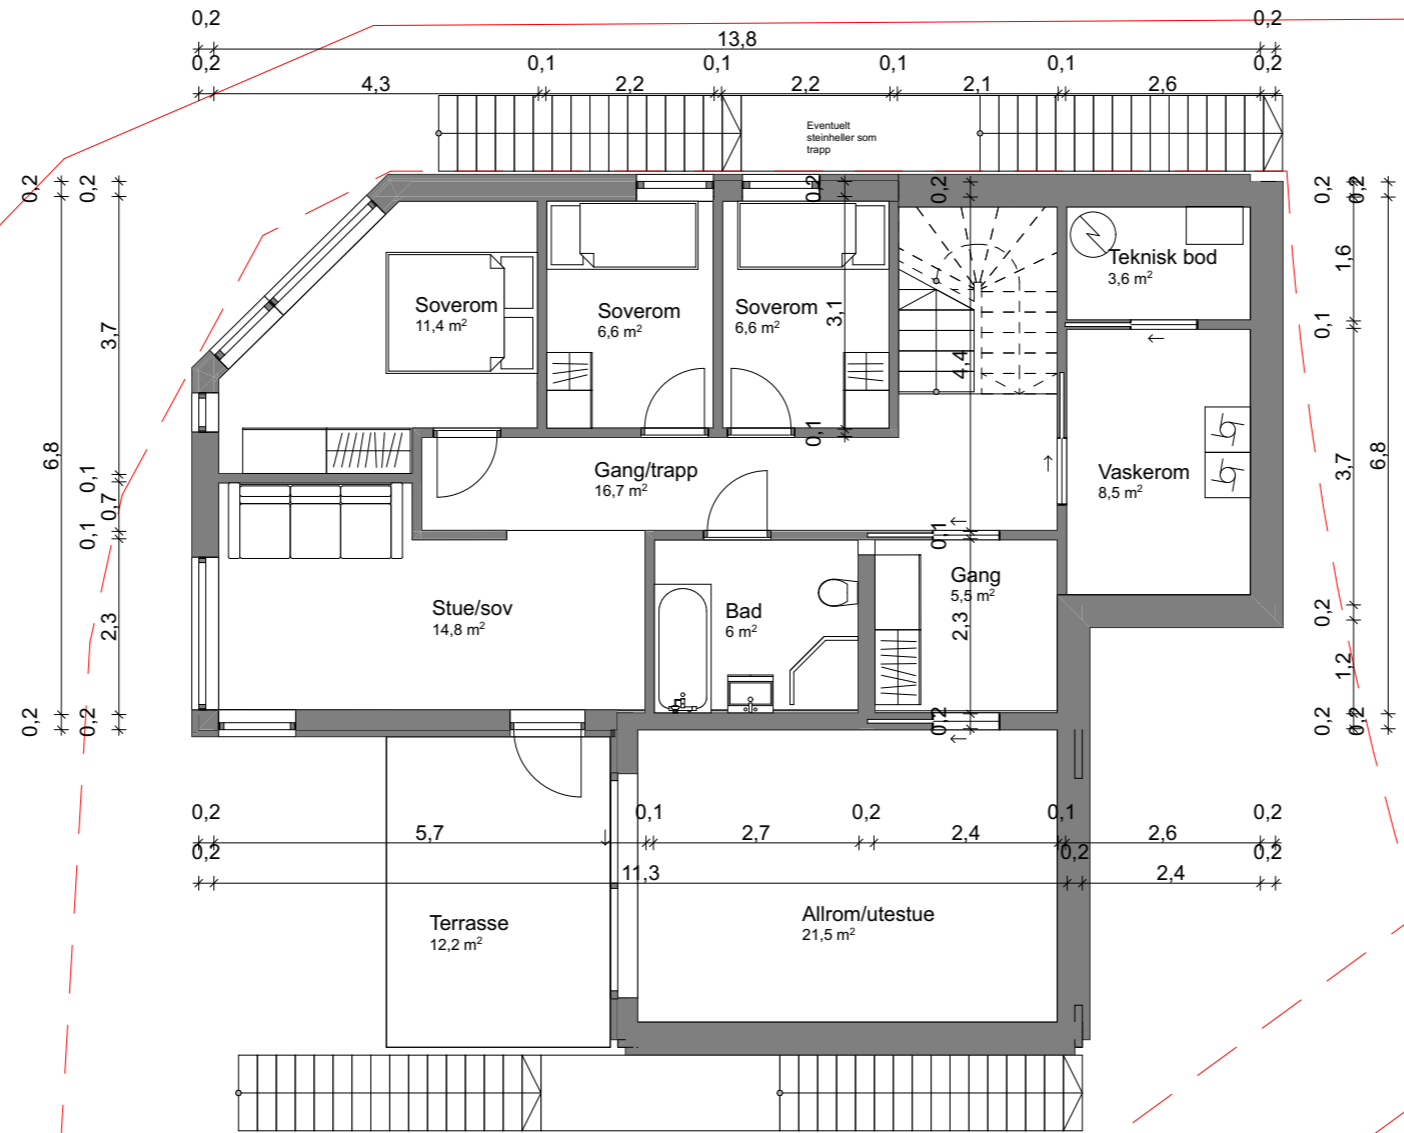 0,2
0,2
13,8
0,2
0,1
0,1
0,1
0,1
0,2
4,3
2,2
2,2
2,1
2,6
Eventuelt
steinheller som
trapp
0,2
0,2
0,2
0,2
0,2
0,2
0,2
Teknisk bod
3,6 m²
1,6
Soverom
11,4 m²
Soverom
6,6 m²
Soverom
6,6 m²
3,1
3,7
0,1
4,4
6,8
0,1
0,1
0,7
0,1
Gang/trapp
16,7 m²
Vaskerom
8,5 m²
3,7
6,8
0,1
Gang
5,5 m²
2,3
Stue/sov
14,8 m²
2,3
Bad
6 m²
0,2
1,2
0,2
0,2
0,2
0,2
0,2
0,2
0,1
0,2
0,1
0,2
5,7
2,7
2,4
2,6
0,2
0,2
0,2
11,3
2,4
Terrasse
12,2 m²
Allrom/utestue
21,5 m²